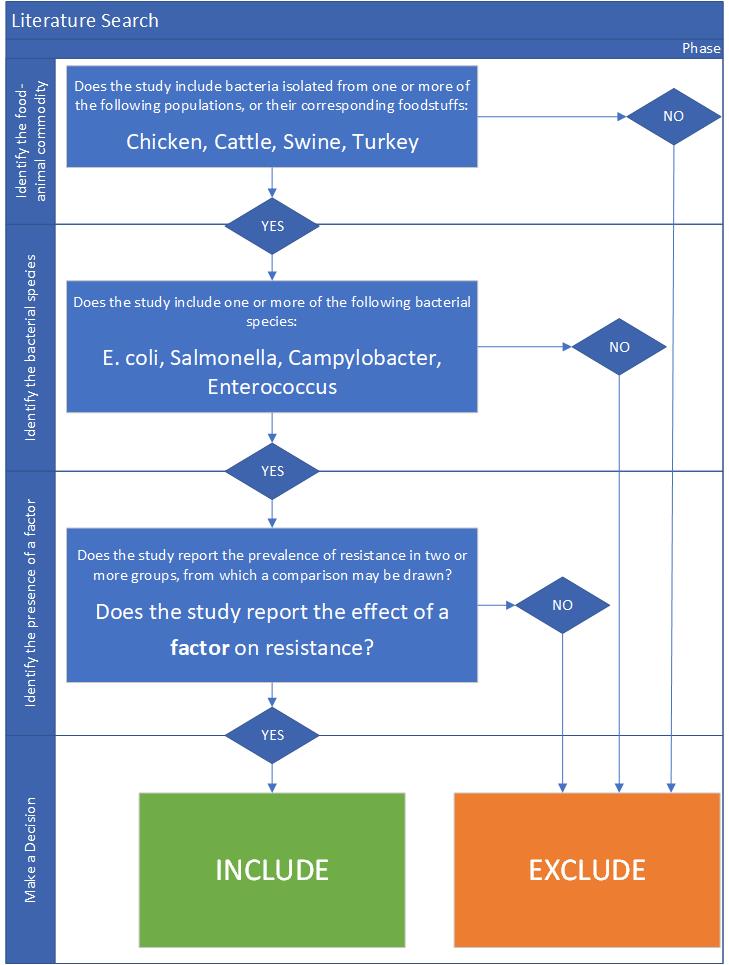 Literature Search
Phase
Identify the food-
animal commodity
Does the study include bacteria isolated from one or more of
the following populations, or their corresponding foodstuffs:
Chicken, Cattle, Swine, Turkey
NO
YES
Identify the bacterial species
Does the study include one or more of the following bacterial
species:
E. coli, Salmonella, Campylobacter,
Enterococcus
NO
YES
Identify the presence of a factor
Does the study report the prevalence of resistance in two or
more groups, from which a comparison may be drawn?
Does the study report the effect of a
factor on resistance?
NO
YES
Make a Decision
INCLUDE
EXCLUDE